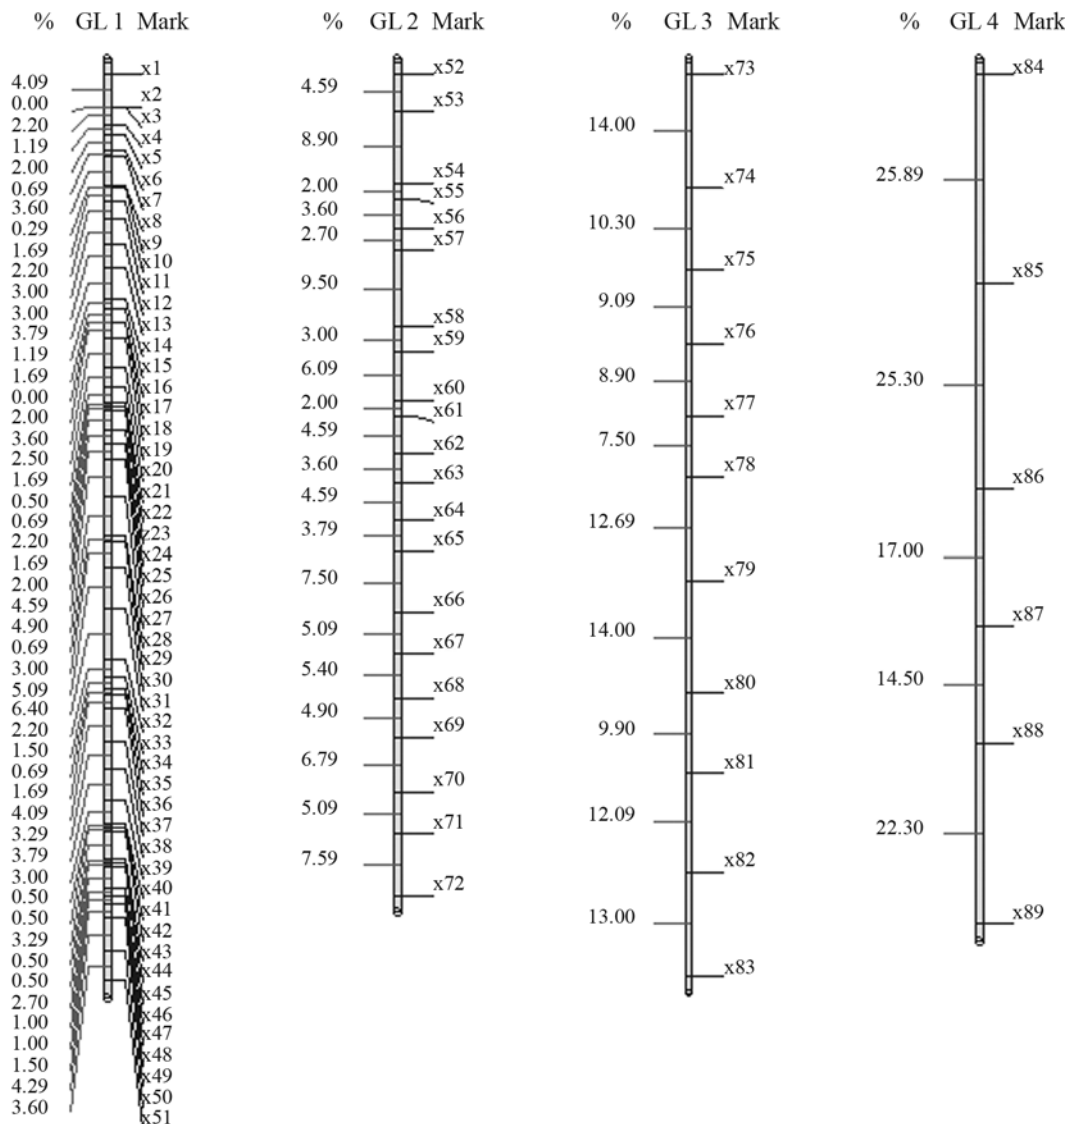 % GL 1 Mark
4.09
0.00
2.20
1.19
2.00
0.69
3.60
0.29
1.69
2.20
3.00
3.00
3.79
1.19
1.69
0.00
2.00
3.60
2.50
1.69
0.50
0.69
2.20
1.69
2.00
4.59
4.90
0.69
3.00
5.09
6.40
2.20
1.50
0.69
1.69
4.09
3.29
3.79
3.00
0.50
0.50
3.29
0.50
0.50
2.70
1.00
1.00
1.50
4.29
3.60
x1
x2
x3
x4
x5
x6
x7
x8
x9
x10
x11
x12
x13
x14
x15
x16
x17
x18
x19
x20
x21
x22
z23
x24
x25
x26
x27
x28
x29
x30
x31
x32
x33
x34
x35
x36
x37
x38
x39
x40
x41
x42
x43
x44
x45
x46
x47
x48
x49
x50
x51
% GL 2 Mark
4.59
8.90
2.00
3.60
2.70
9.50
3.00
6.09
2.00
4.59
3.60
4.59
3.79
7.50
5.09
5.40
4.90
6.79
5.09
7.59
x52
x53
x54
x55
x56
x57
x58
x59
x60
x61
x62
x63
x64
x65
x66
x67
x68
x69
x70
x71
x72
% GL 3 Mark
14.00
10.30
9.09
8.90
7.50
12.69
14.00
9.90
12.09
13.00
x73
x74
x75
x76
x77
x78
x79
x80
x81
x82
x83
% GL 4 Mark
25.89
25.30
17.00
14.50
22.30
x84
x85
x86
x87
x88
x89